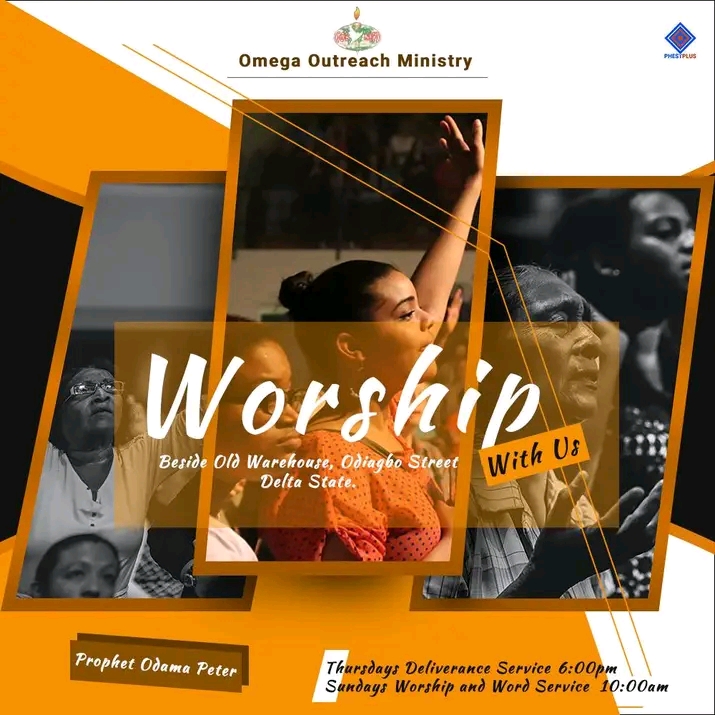 Omega Outreach Ministry
PHESTPLUS
Worship
With Us
Beside Old Warehouse, Odiagbo Street
Delta State.
Prophet Odama Peter
Thursdays Deliverance Service 6:00pm
Sundays Worship and Word Service 10:00am